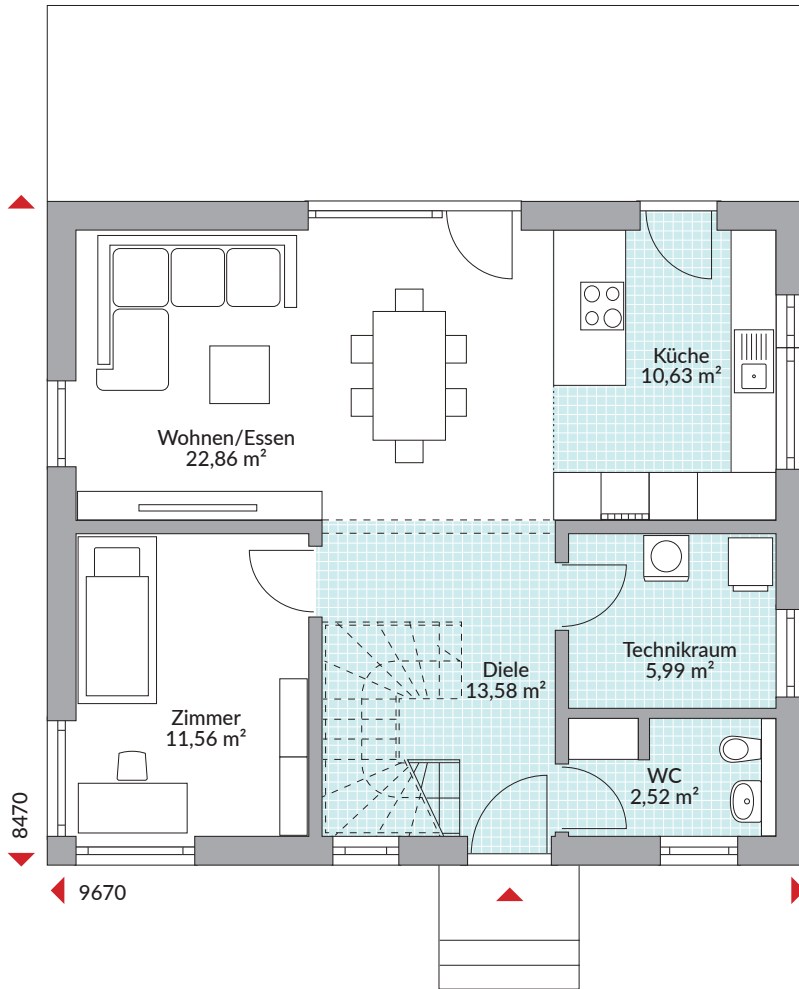 Küche
10,63 m²
Wohnen/Essen
22,86 m²
Diele
13,58 m²
Technikraum
5,99 m²
Zimmer
11,56 m²
WC
2,52 m²
8470
9670